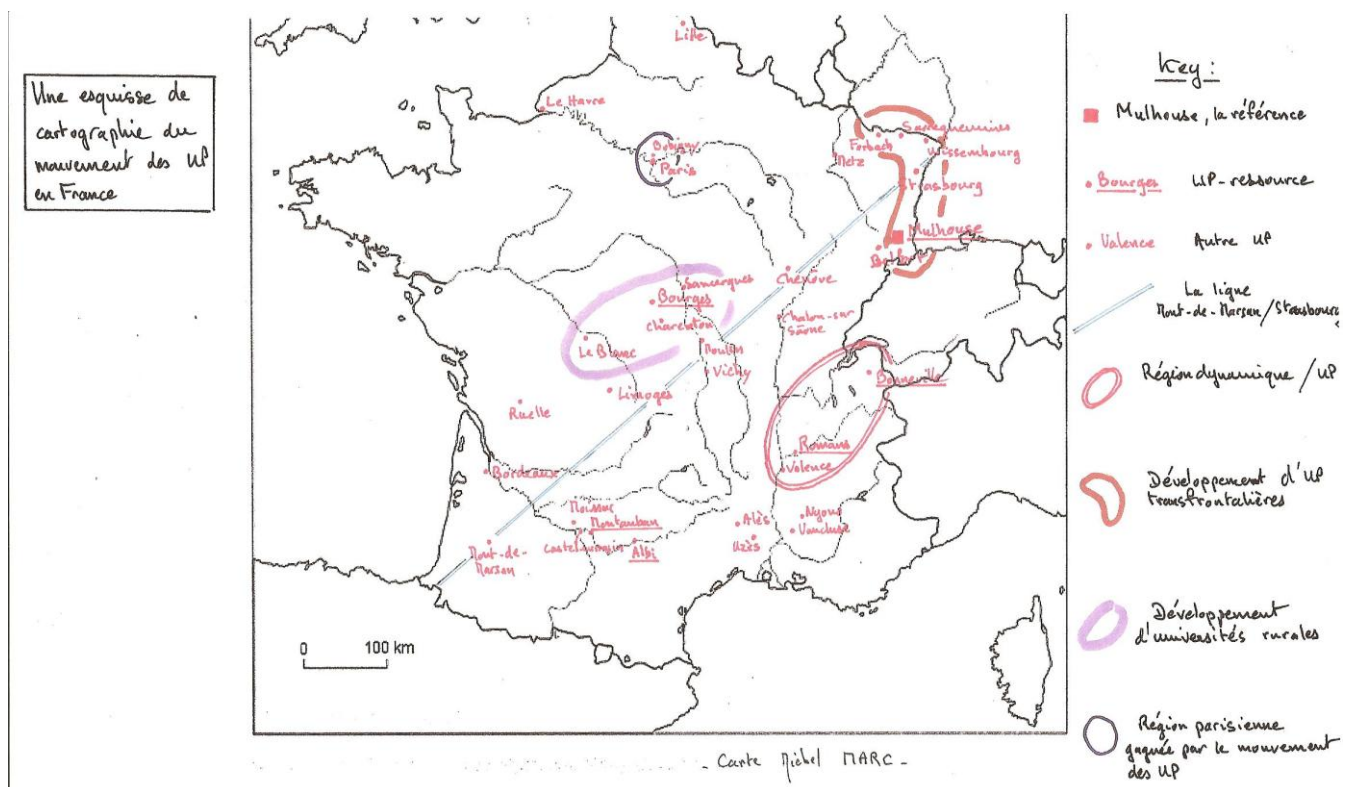 Une esquisse de
cartographie du
mouvement des UP
en France
Lille
Le Havre
Bobigny
Paris
Forbach
Sarreguemines
Wissembourg
Metz
Strasbourg
Mulhouse
Belfort
Chenôve
Sancergues
Bourges
Charenton
Chalon-sur
Saône
Le Blanc
Moulin
Vichy
Limoges
Ruelle
Bonneville
Romans
Valence
Bordeaux
Moissac
Montauban
Albi
Mont-de-
Marsan
Alès
Uzès
Nyons
Vaucluse
0 100 km
- Carte Michel MARC -
Key :
Mulhouse, la référence
Bourges UP-ressource
Valence Autre UP
La ligne
Mont-de-Marsan/Strasbourg
Région dynamique / UP
Développement d'UP
transfrontalières
Développement
d'universités rurales
Région parisienne
gagnée par le mouvement
des UP